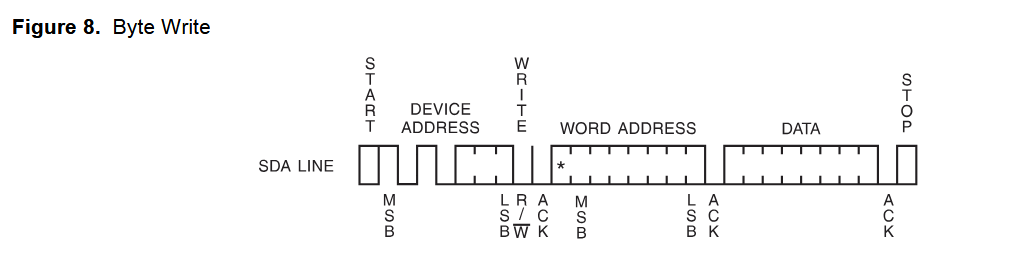 Figure 8. Byte Write
START
DEVICE ADDRESS
WRITE
WORD ADDRESS
DATA
STOP
SDA LINE
*
MSB
LSB
R/W
ACK
MSB
LSB
ACK
ACK